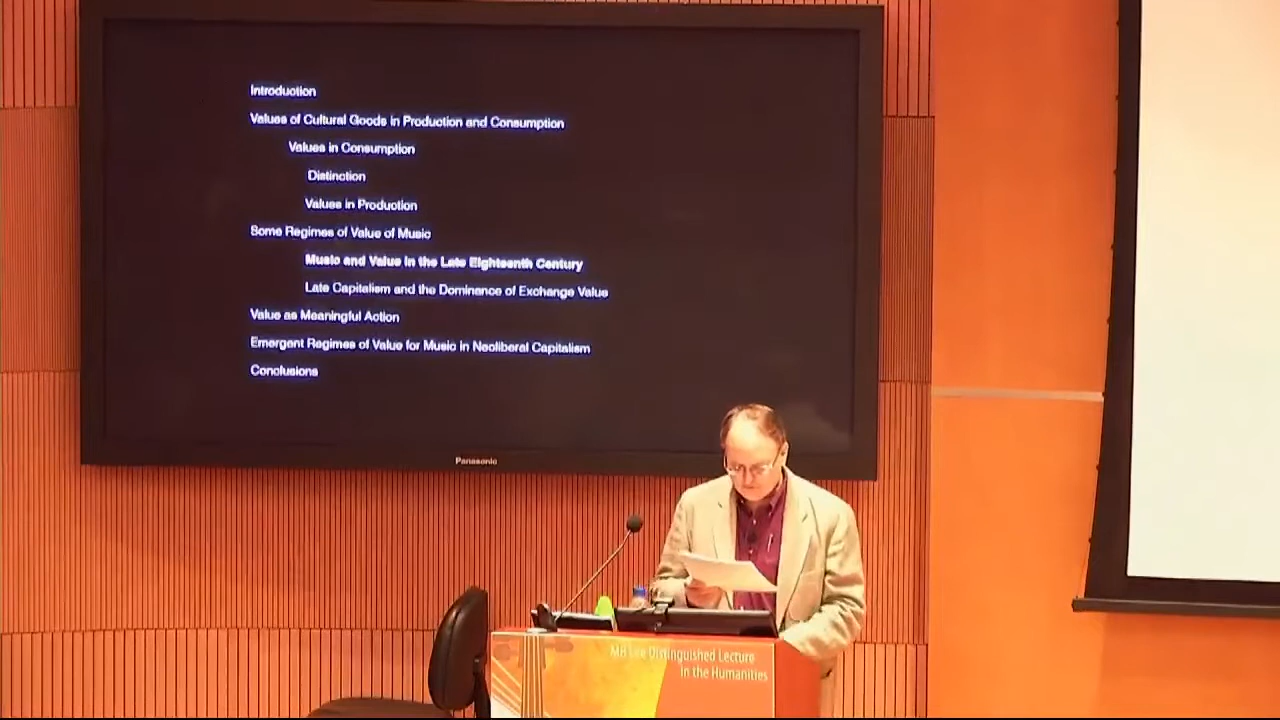 Introduction
Values of Cultural Goods in Production and Consumption
Values in Consumption
Distinction
Values in Production
Some Regimes of Value of Music
Music and Value in the Late Eighteenth Century
Late Capitalism and the Dominance of Exchange Value
Value as Meaningful Action
Emergent Regimes of Value for Music in Neoliberal Capitalism
Conclusions
Panasonic
MB Lee Distinguished Lecture
in the Humanities